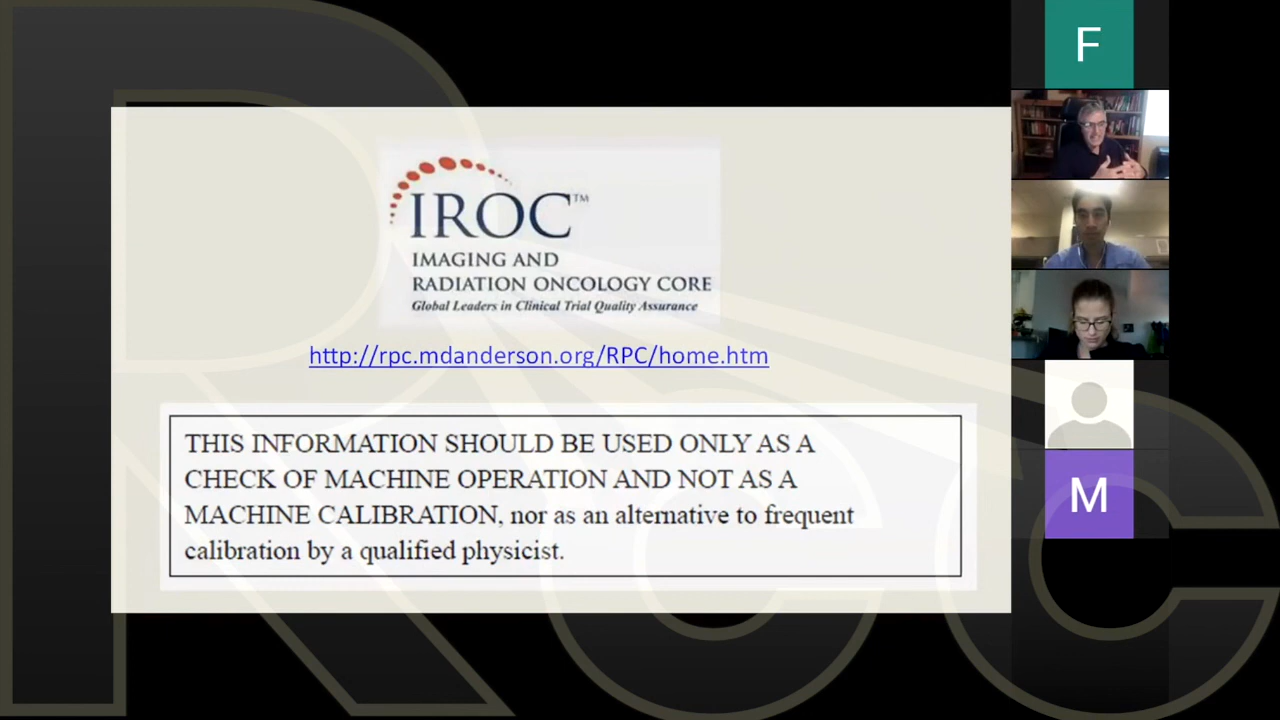 F
IROC™
IMAGING AND
RADIATION ONCOLOGY CORE
Global Leaders in Clinical Trial Quality Assurance
http://rpc.mdanderson.org/RPC/home.htm
THIS INFORMATION SHOULD BE USED ONLY AS A
CHECK OF MACHINE OPERATION AND NOT AS A
MACHINE CALIBRATION, nor as an alternative to frequent
calibration by a qualified physicist.
M
Rcc